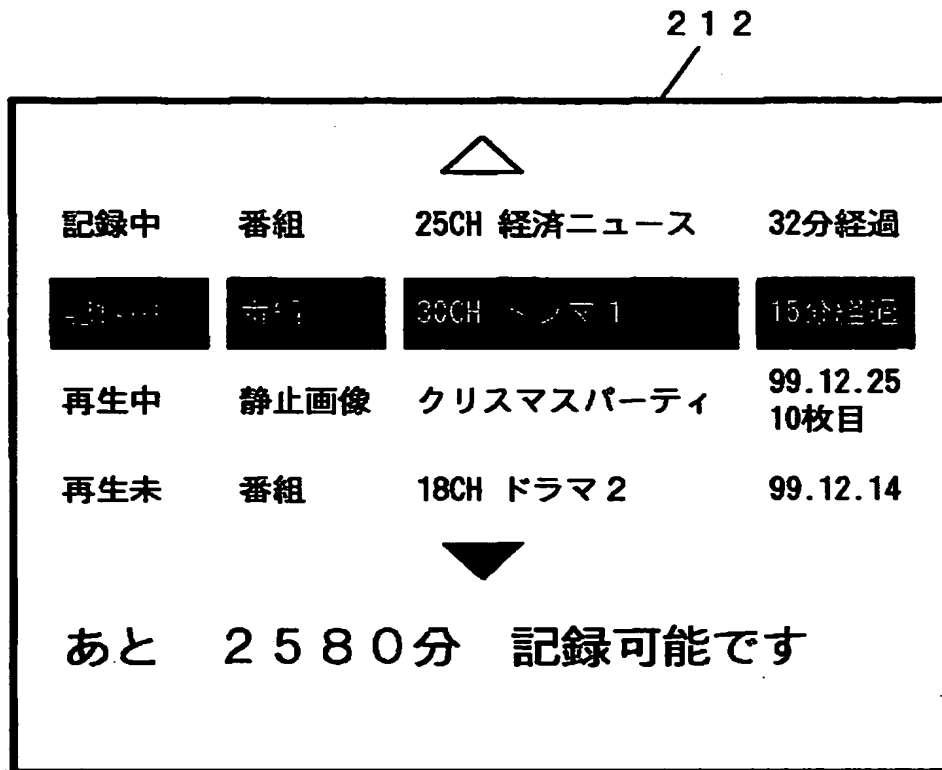 ２１２
記録中 番組 25CH 経済ニュース 32分経過
30CH ドラマ１ 15分経過
再生中 静止画像 クリスマスパーティ 99.12.25
10枚目
再生未 番組 18CH ドラマ２ 99.12.14
あと ２５８０分 記録可能です